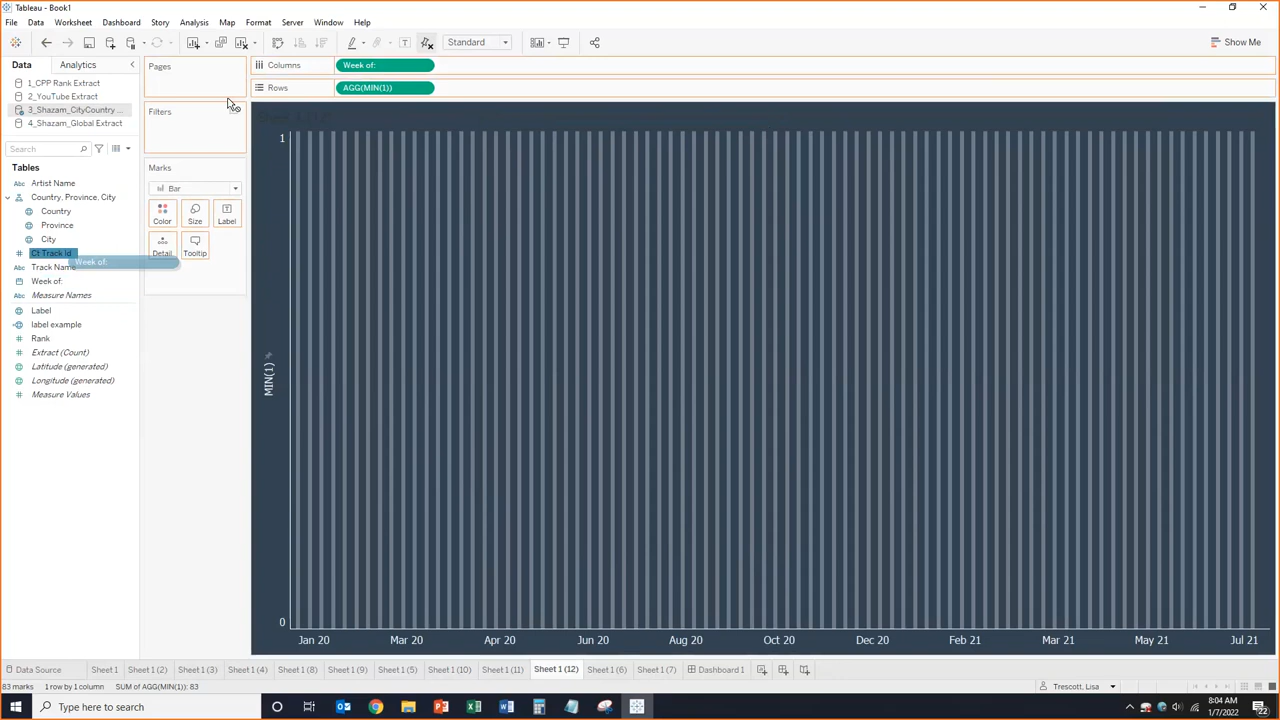 Tableau - Book1
File Data Worksheet Dashboard Story Analysis Map Format Server Window Help
Standard
Show Me
Data Analytics
Pages
Columns Week of:
Rows AGG(MIN(1))
1_CPP Rank Extract
2_YouTube Extract
3_Shazam_CityCountry ...
4_Shazam_Global Extract
Filters
Search
Tables
Marks
Abc Artist Name
Country, Province, City
Country
Province
City
Ct Track Id
Week of:
Abc Track Name
Week of:
Abc Measure Names
Label
label example
Rank
Extract (Count)
Latitude (generated)
Longitude (generated)
Measure Values
Bar
Color Size Label
Detail Tooltip
1
MIN(1)
0
Jan 20 Mar 20 Apr 20 Jun 20 Aug 20 Oct 20 Dec 20 Feb 21 Mar 21 May 21 Jul 21
Data Source Sheet 1 Sheet 1 (2) Sheet 1 (3) Sheet 1 (4) Sheet 1 (8) Sheet 1 (9) Sheet 1 (5) Sheet 1 (10) Sheet 1 (11) Sheet 1 (12) Sheet 1 (6) Sheet 1 (7) Dashboard 1
83 marks 1 row by 1 column SUM of AGG(MIN(1)): 83
Trescott, Lisa
Type here to search
8:04 AM
1/7/2022
22